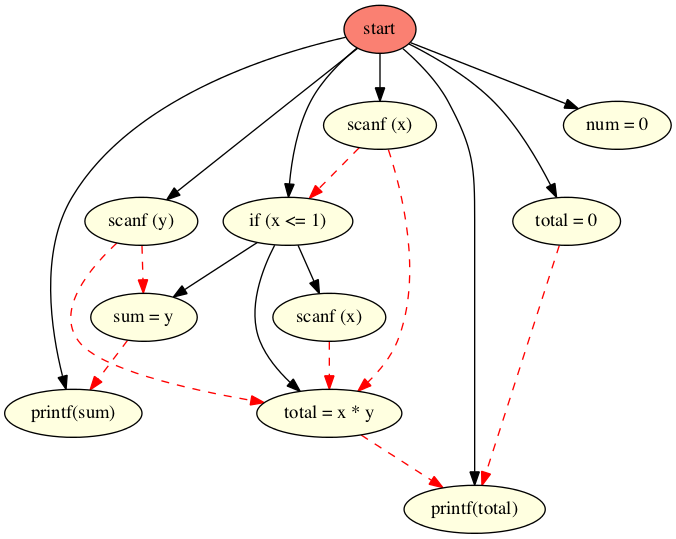 start
scanf (x)
num = 0
scanf (y)
if (x <= 1)
total = 0
sum = y
scanf (x)
printf(sum)
total = x * y
printf(total)